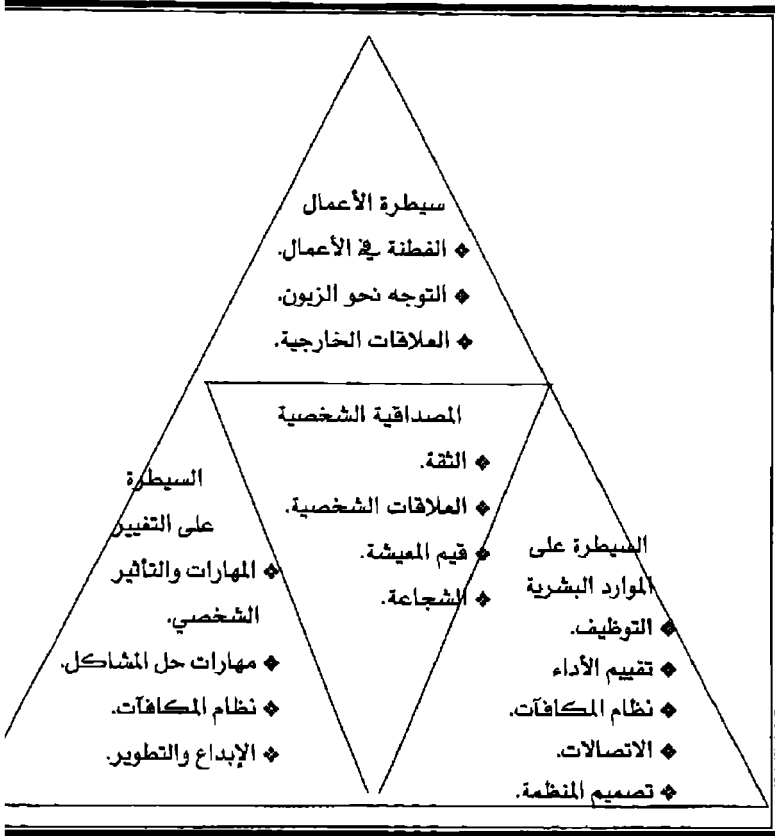 سيطرة الأعمال
❖ الفطنة في الأعمال.
❖ التوجه نحو الزبون.
❖ العلاقات الخارجية.
المصداقية الشخصية
❖ الثقة.
❖ العلاقات الشخصية.
❖ قيم المعيشة.
❖ الشجاعة.
السيطرة على
الموارد البشرية
❖ التوظيف.
❖ تقييم الأداء
❖ نظام المكافآت.
❖ الاتصالات.
❖ تصميم المنظمة.
السيطرة
على التغيير
❖ المهارات والتأثير
الشخصي.
❖ مهارات حل المشاكل.
❖ نظام المكافآت.
❖ الإبداع والتطوير.